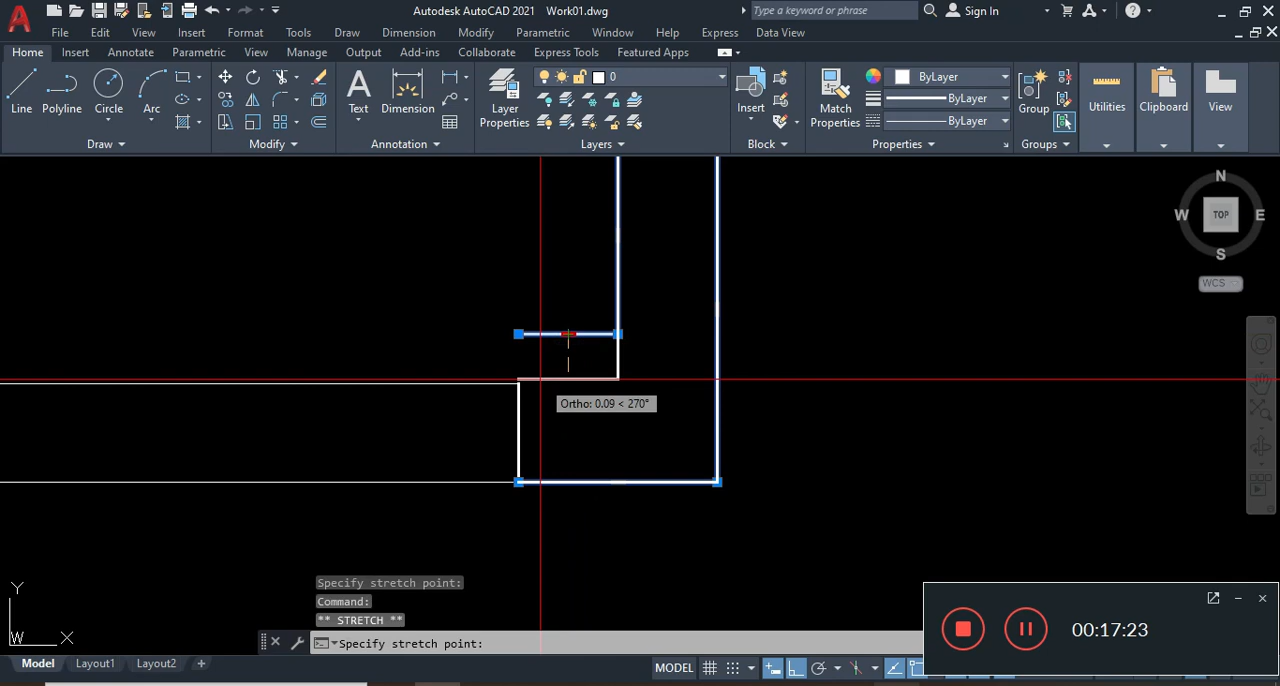 Autodesk AutoCAD 2021 Work01.dwg
Type a keyword or phrase
Sign In
File Edit View Insert Format Tools Draw Dimension Modify Parametric Window Help Express Data View
Home Insert Annotate Parametric View Manage Output Add-ins Collaborate Express Tools Featured Apps
0
ByLayer
Line Polyline Circle Arc
Text Dimension
Layer
Properties
ByLayer
Insert
Match
Properties
Group
Utilities Clipboard View
ByLayer
Draw Modify Annotation Layers Block Properties Groups
N
W TOP E
S
WCS
Ortho: 0.09 < 270°
Specify stretch point:
Command:
** STRETCH **
Specify stretch point:
Y
W X
00:17:23
Model Layout1 Layout2 +
MODEL